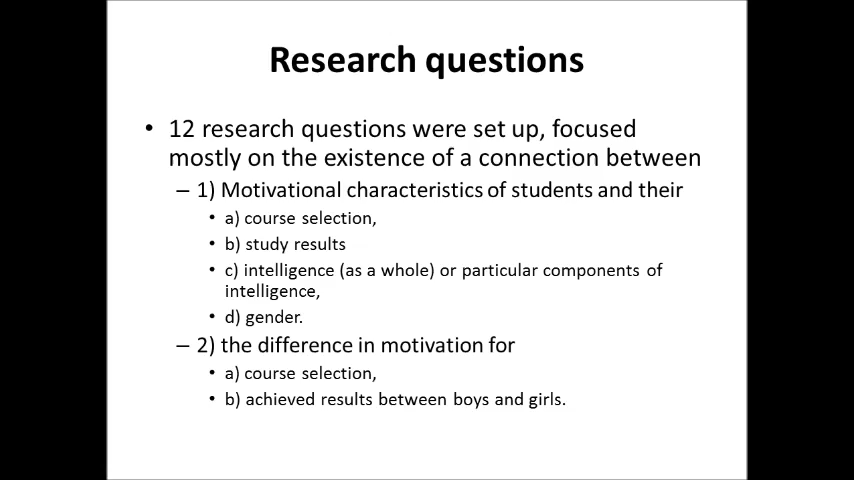 Research questions
• 12 research questions were set up, focused
mostly on the existence of a connection between
– 1) Motivational characteristics of students and their
• a) course selection,
• b) study results
• c) intelligence (as a whole) or particular components of
intelligence,
• d) gender.
– 2) the difference in motivation for
• a) course selection,
• b) achieved results between boys and girls.